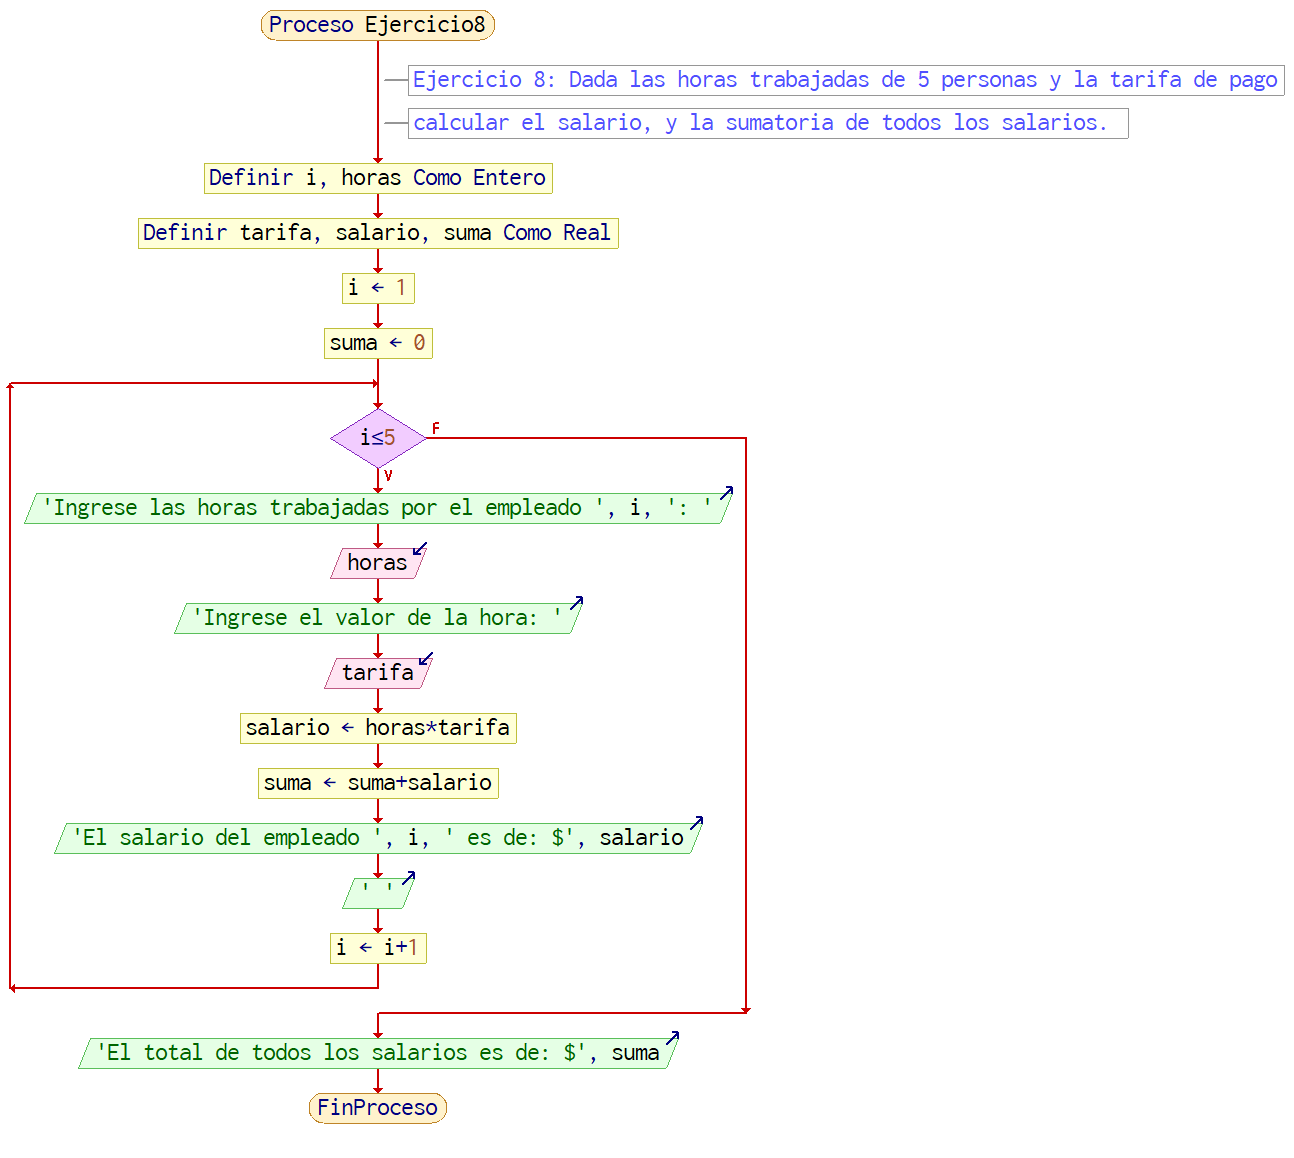 Proceso Ejercicio8
Ejercicio 8: Dada las horas trabajadas de 5 personas y la tarifa de pago
calcular el salario, y la sumatoria de todos los salarios.
Definir i, horas Como Entero
Definir tarifa, salario, suma Como Real
i ← 1
suma ← 0
i≤5
F
V
'Ingrese las horas trabajadas por el empleado ', i, ': '
horas
'Ingrese el valor de la hora: '
tarifa
salario ← horas*tarifa
suma ← suma+salario
'El salario del empleado ', i, ' es de: $', salario
' '
i ← i+1
'El total de todos los salarios es de: $', suma
FinProceso